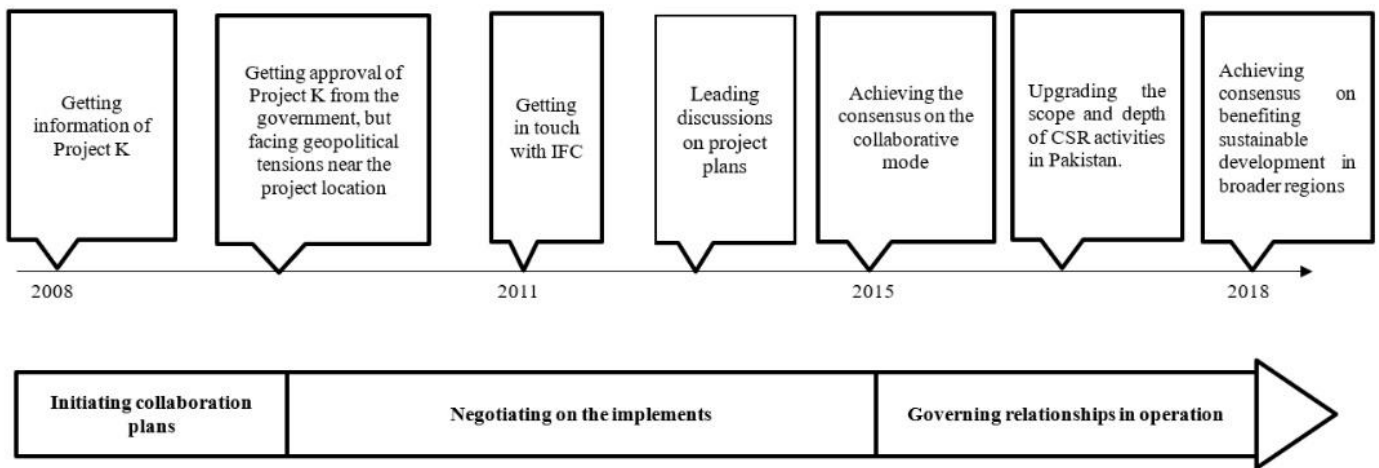 Getting
information of
Project K
Getting approval of
Project K from the
government, but
facing geopolitical
tensions near the
project location
Getting
in touch
with IFC
Leading
discussions
on project
plans
Achieving the
consensus on the
collaborative
mode
Upgrading the
scope and depth
of CSR activities
in Pakistan.
Achieving
consensus on
benefiting
sustainable
development in
broader regions
2008
2011
2015
2018
Initiating collaboration
plans
Negotiating on the implements
Governing relationships in operation